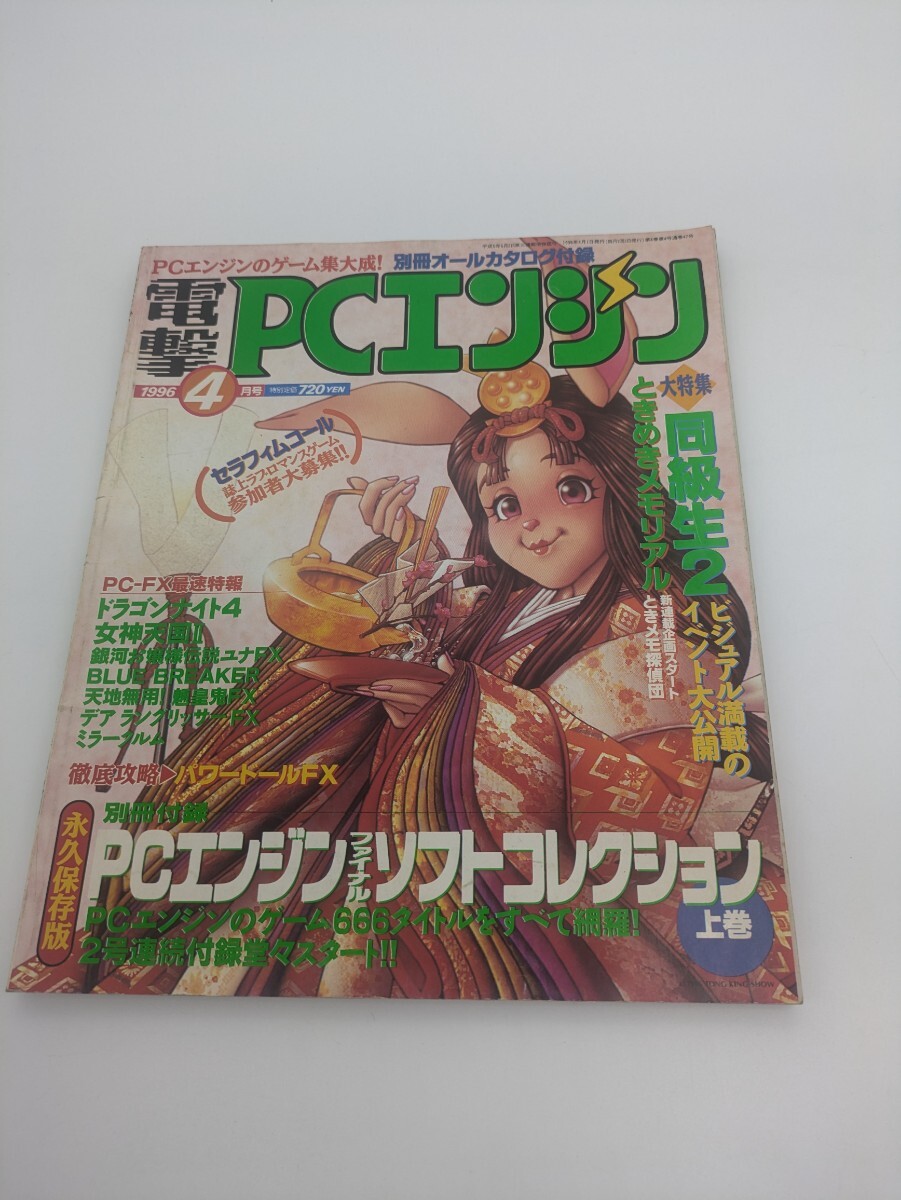 PCエンジンのゲーム集大成!
別冊オールカタログ付録
電撃
PCエンジン
1996 4月号 特別定価720YEN
大特集
同級生2
ビジュアル満載の
イベント大公開
ときめきメモリアル
新連載企画スタート
ときメモ探偵団
セラフィムコール
誌上ラブ・ロマンスゲーム
参加者大募集!!
PC-FX最速特報
ドラゴンナイト4
女神天国II
銀河お嬢様伝説ユナFX
BLUE BREAKER
天地無用!魎皇鬼FX
デア ラングリッサーFX
ミラークルム
徹底攻略▶パワードールFX
永久保存版
別冊付録
PCエンジンファイナルソフトコレクション
上巻
PCエンジンのゲーム666タイトルをすべて網羅!
2号連続付録堂々スタート!!